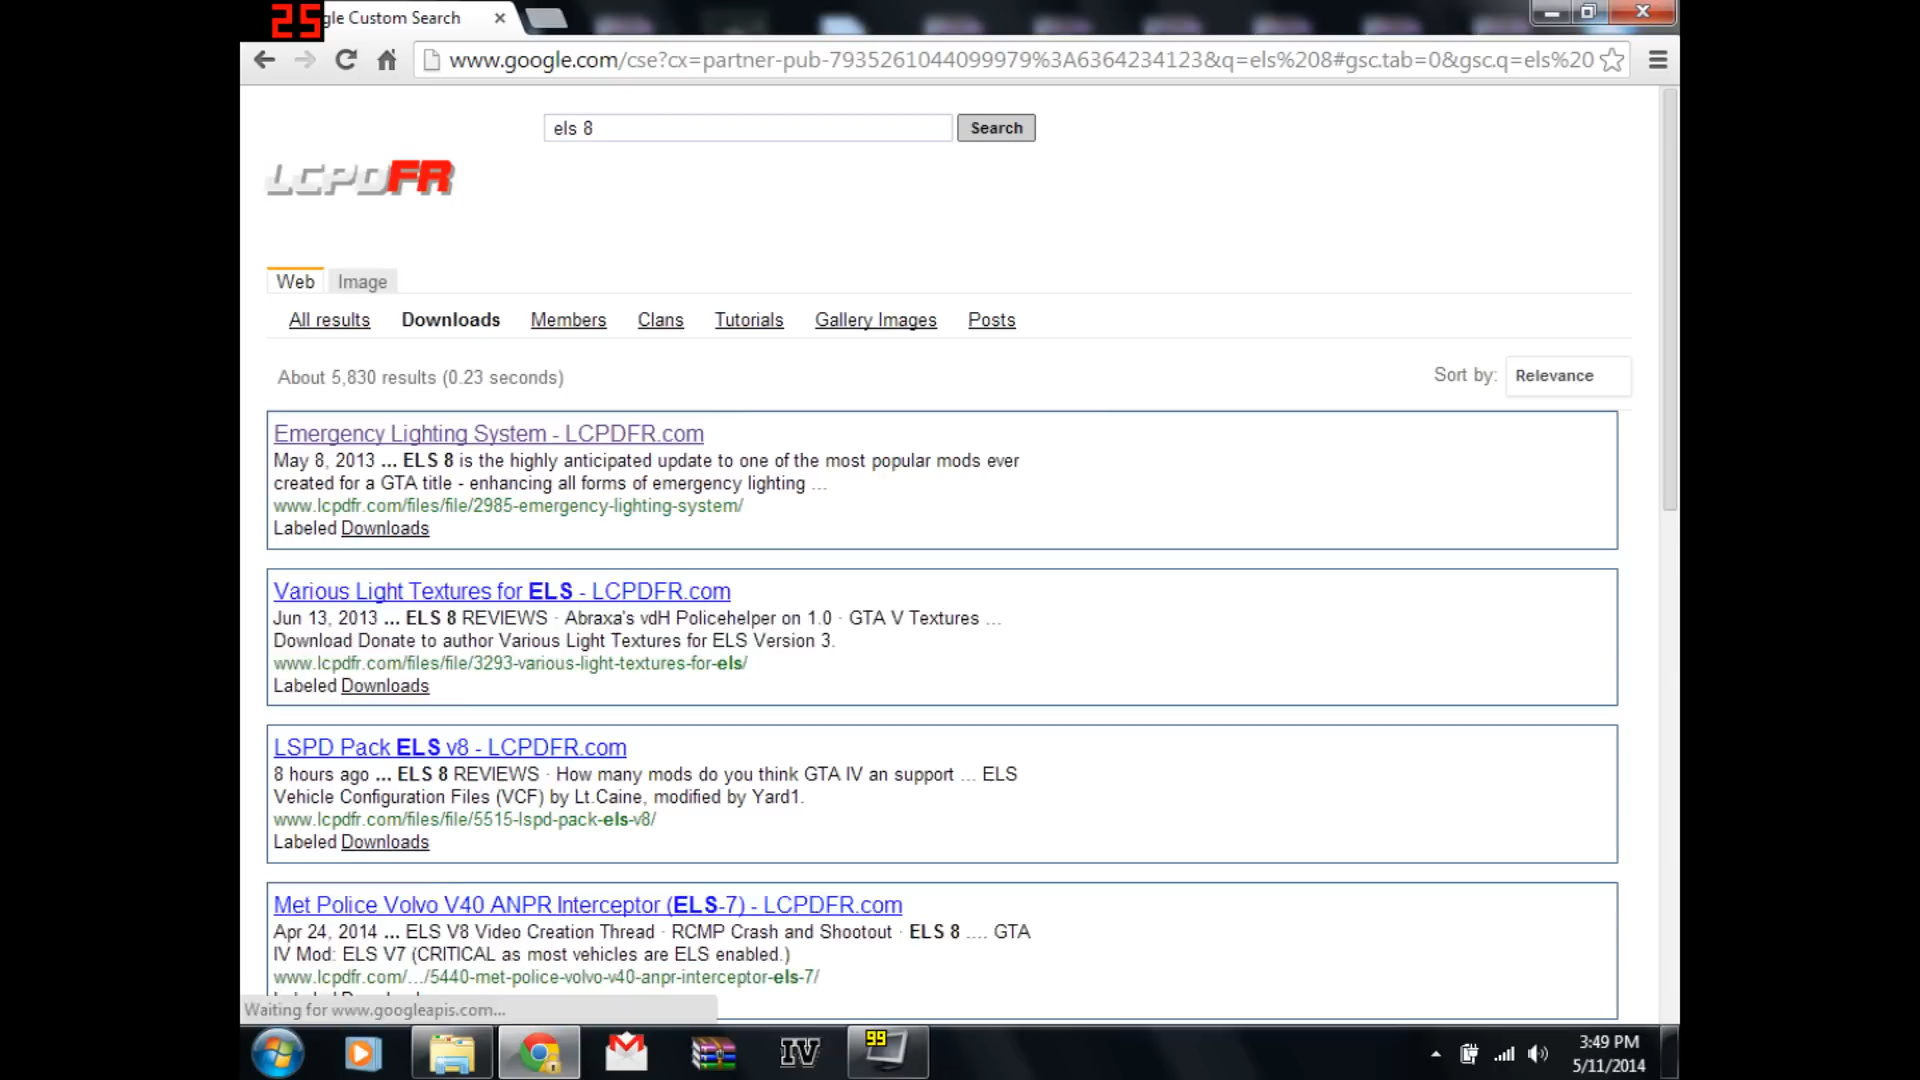 25
gle Custom Search
www.google.com/cse?cx=partner-pub-7935261044099979%3A6364234123&q=els%208#gsc.tab=0&gsc.q=els%20
els 8
Search
LCPDFR
Web
Image
All results
Downloads
Members
Clans
Tutorials
Gallery Images
Posts
About 5,830 results (0.23 seconds)
Sort by:
Relevance
Emergency Lighting System - LCPDFR.com
May 8, 2013 ... ELS 8 is the highly anticipated update to one of the most popular mods ever
created for a GTA title - enhancing all forms of emergency lighting ...
www.lcpdfr.com/files/file/2985-emergency-lighting-system/
Labeled Downloads
Various Light Textures for ELS - LCPDFR.com
Jun 13, 2013 ... ELS 8 REVIEWS · Abraxa's vdH Policehelper on 1.0 · GTA V Textures ...
Download Donate to author Various Light Textures for ELS Version 3.
www.lcpdfr.com/files/file/3293-various-light-textures-for-els/
Labeled Downloads
LSPD Pack ELS v8 - LCPDFR.com
8 hours ago ... ELS 8 REVIEWS · How many mods do you think GTA IV an support ... ELS
Vehicle Configuration Files (VCF) by Lt.Caine, modified by Yard1.
www.lcpdfr.com/files/file/5515-lspd-pack-els-v8/
Labeled Downloads
Met Police Volvo V40 ANPR Interceptor (ELS-7) - LCPDFR.com
Apr 24, 2014 ... ELS V8 Video Creation Thread · RCMP Crash and Shootout · ELS 8 .... GTA
IV Mod: ELS V7 (CRITICAL as most vehicles are ELS enabled.)
www.lcpdfr.com/.../5440-met-police-volvo-v40-anpr-interceptor-els-7/
Waiting for www.googleapis.com...
IV
99
3:49 PM
5/11/2014